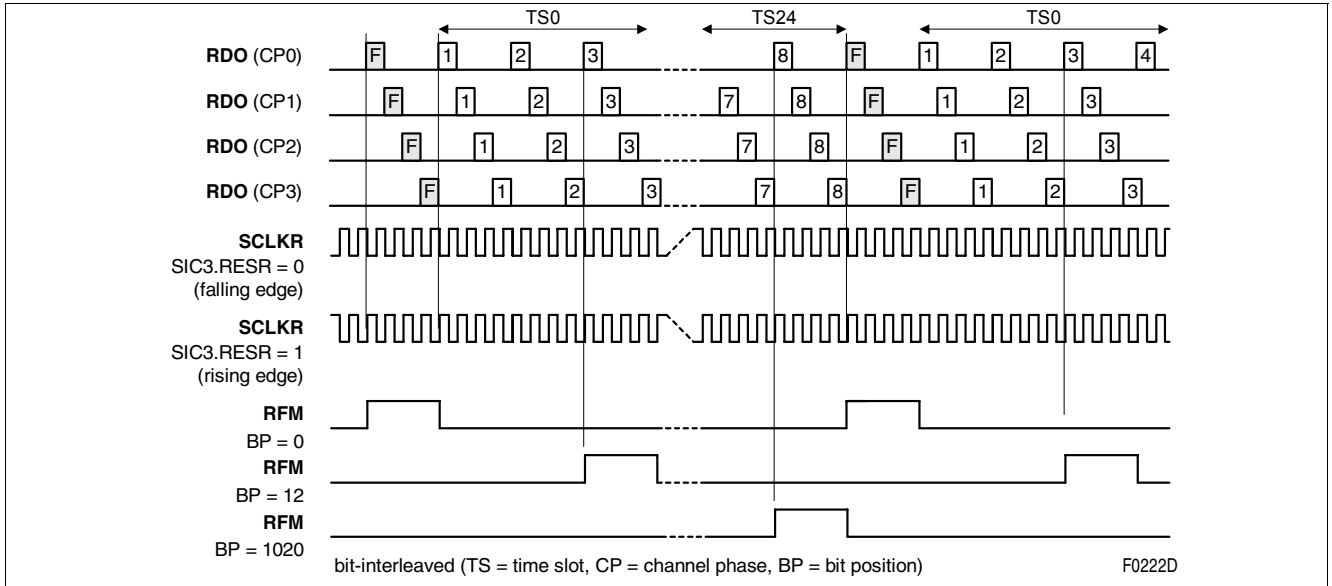 TS0 TS24 TS0
RDO (CP0) F 1 2 3 8 F 1 2 3 4
RDO (CP1) F 1 2 3 7 8 F 1 2 3
RDO (CP2) F 1 2 3 7 8 F 1 2 3
RDO (CP3) F 1 2 3 7 8 F 1 2 3
SCLKR
SIC3.RESR = 0
(falling edge)
SCLKR
SIC3.RESR = 1
(rising edge)
RFM
BP = 0
RFM
BP = 12
RFM
BP = 1020
bit-interleaved (TS = time slot, CP = channel phase, BP = bit position) F0222D